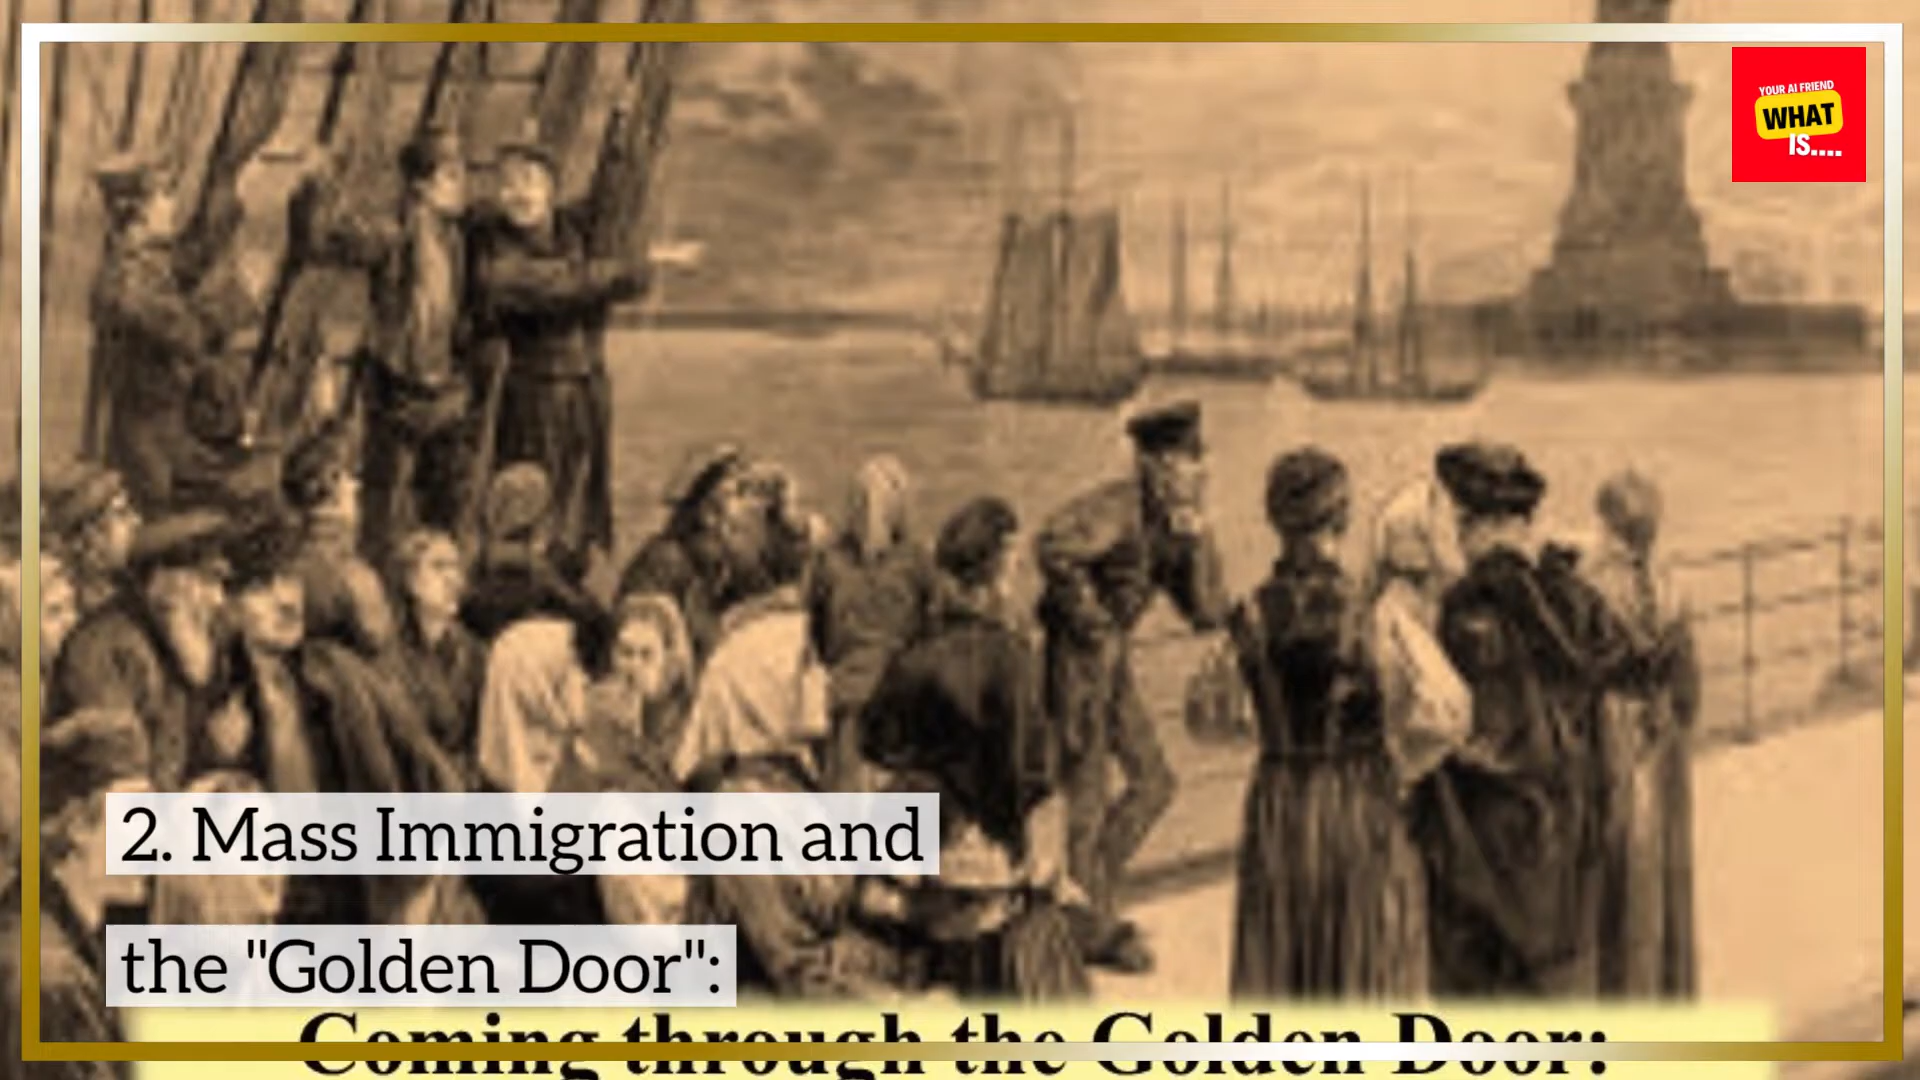 YOUR AI FRIEND
WHAT
IS....
2. Mass Immigration and
the "Golden Door":
Coming through the Golden Door: